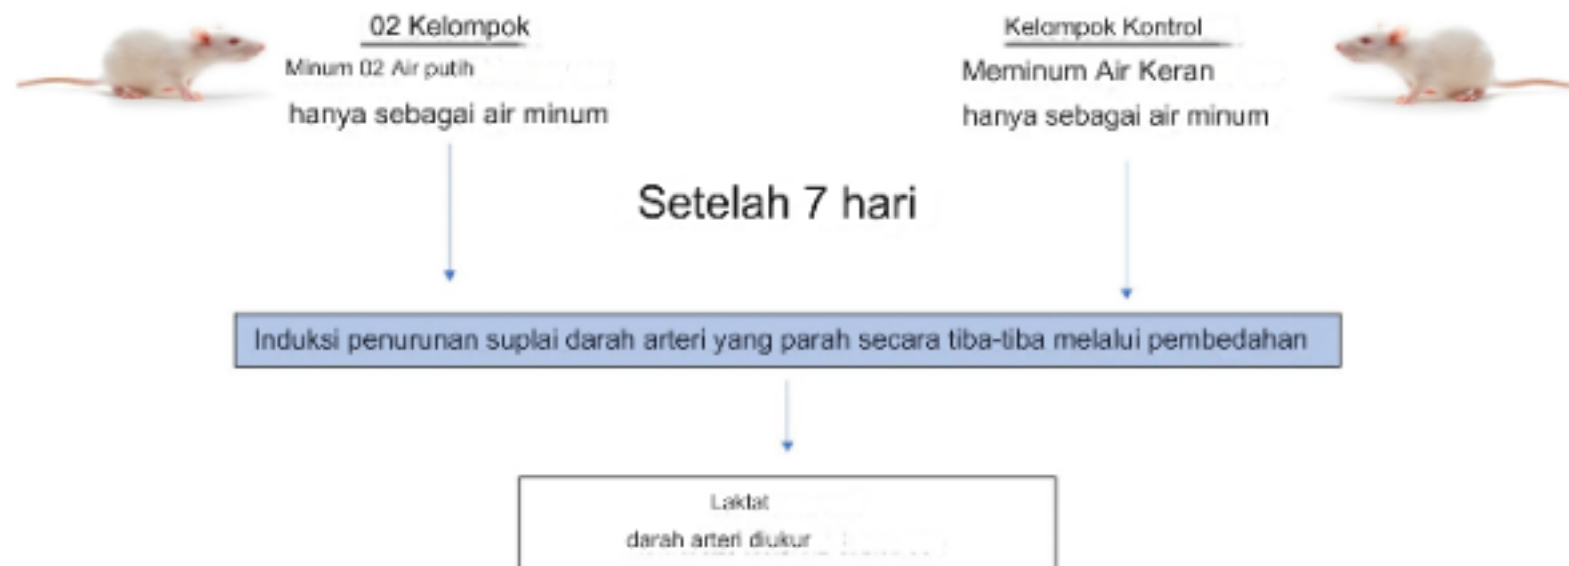 02 Kelompok
Minum 02 Air putih
hanya sebagai air minum
Kelompok Kontrol
Meminum Air Keran
hanya sebagai air minum
Setelah 7 hari
Induksi penurunan suplai darah arteri yang parah secara tiba-tiba melalui pembedahan
Laktat
darah arteri diukur